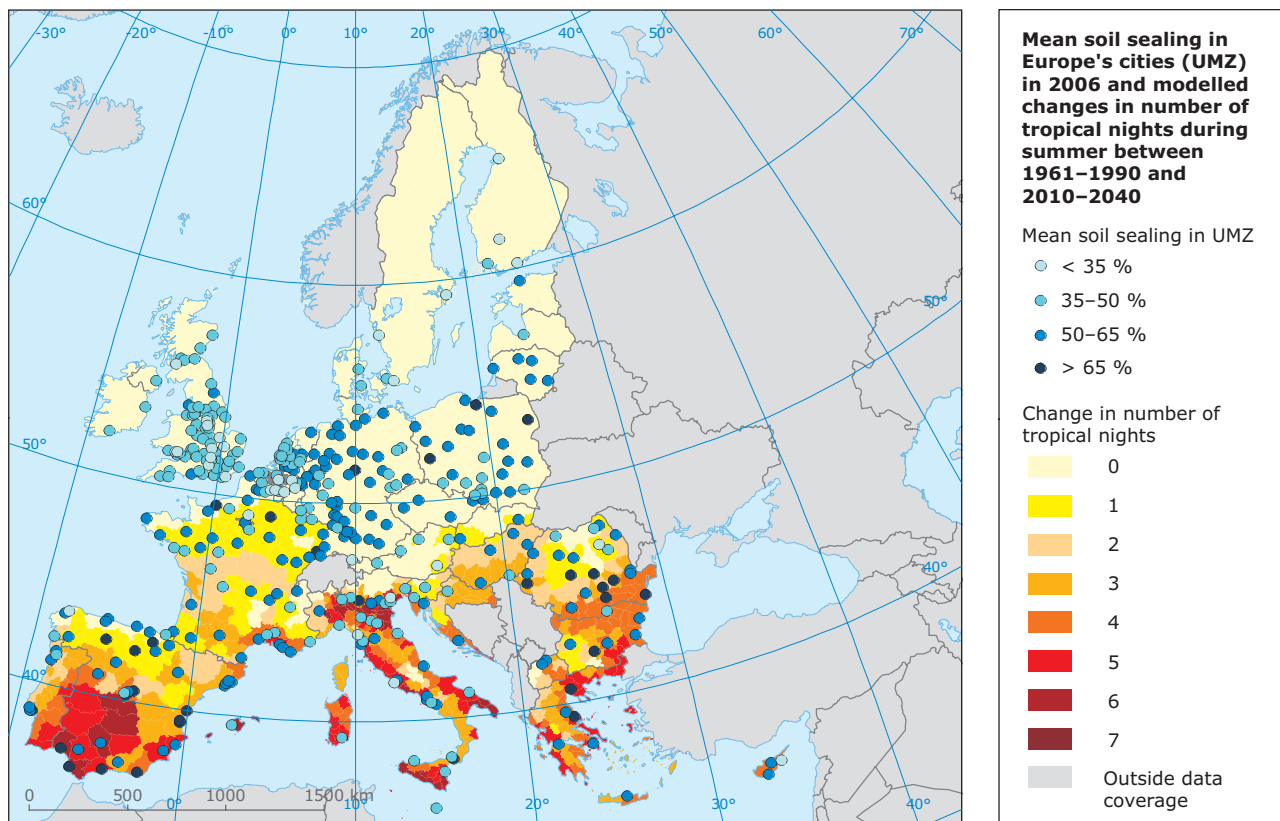 -30° -20° -10° 0° 10° 20° 30° 40° 50° 60° 70°
60°
50°
50°
40°
40°
0 500 1000 1500 km
0° 10° 20° 30° 40°
Mean soil sealing in
Europe's cities (UMZ)
in 2006 and modelled
changes in number of
tropical nights during
summer between
1961–1990 and
2010–2040
Mean soil sealing in UMZ
< 35 %
35–50 %
50–65 %
> 65 %
Change in number of
tropical nights
0
1
2
3
4
5
6
7
Outside data
coverage